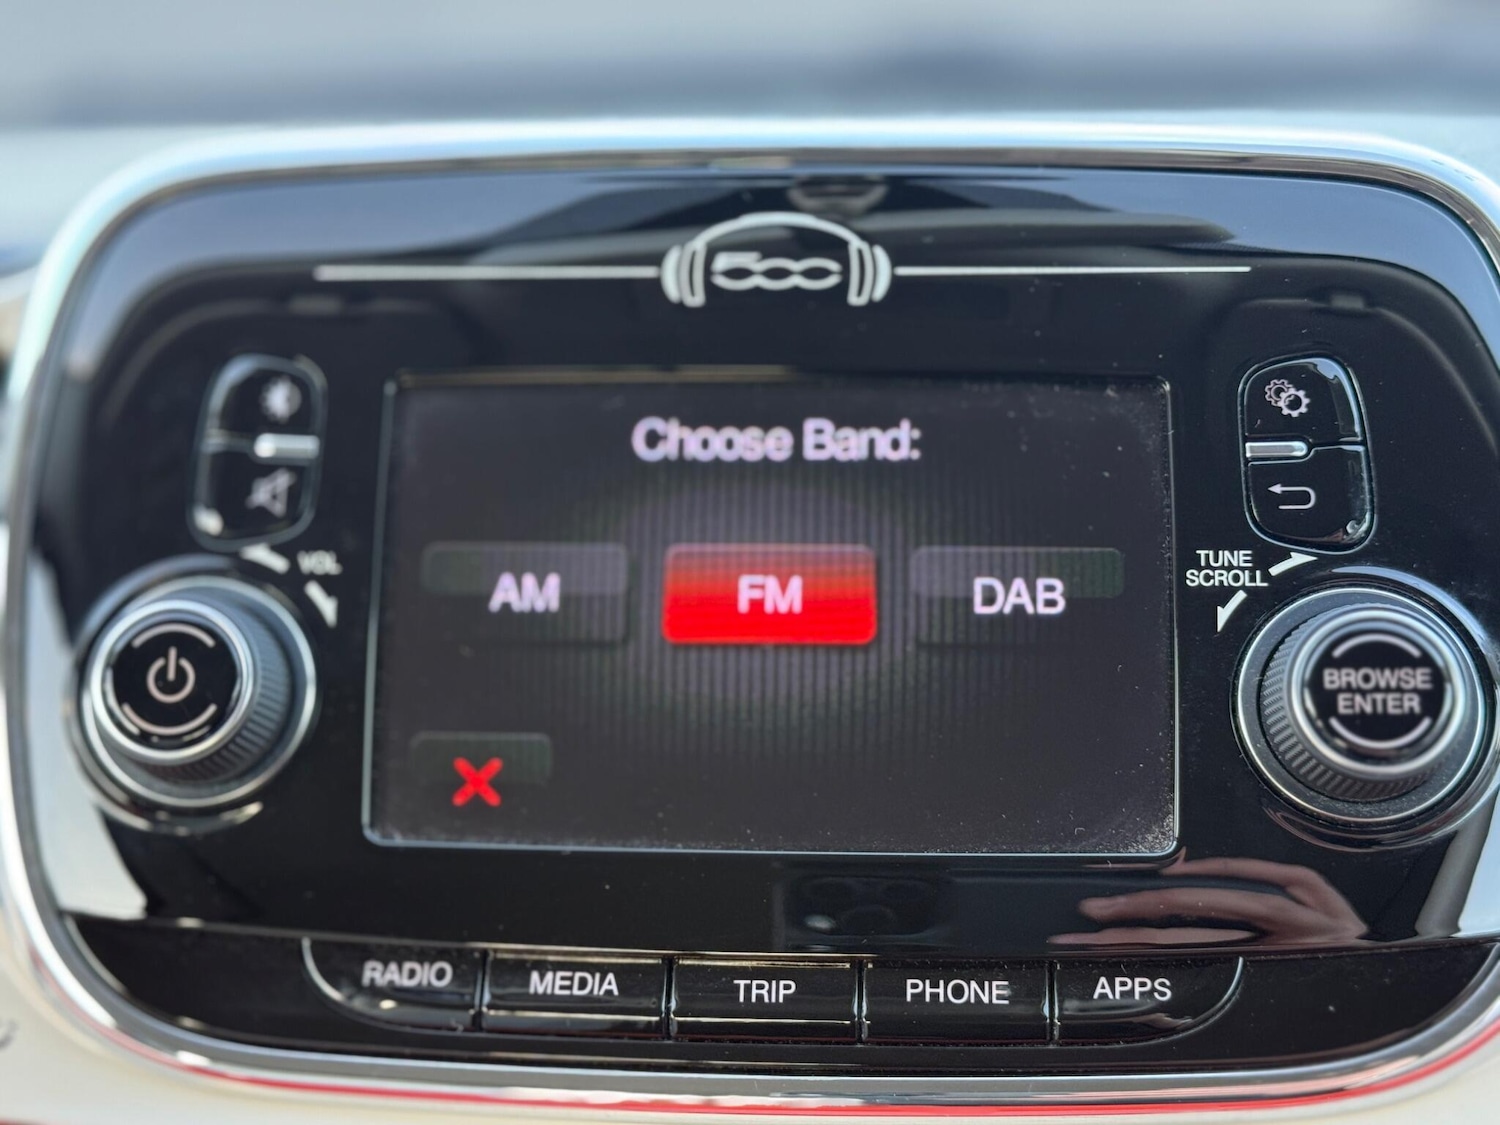 500
Choose Band:
AM FM DAB
VOL
TUNE
SCROLL
BROWSE
ENTER
RADIO MEDIA TRIP PHONE APPS